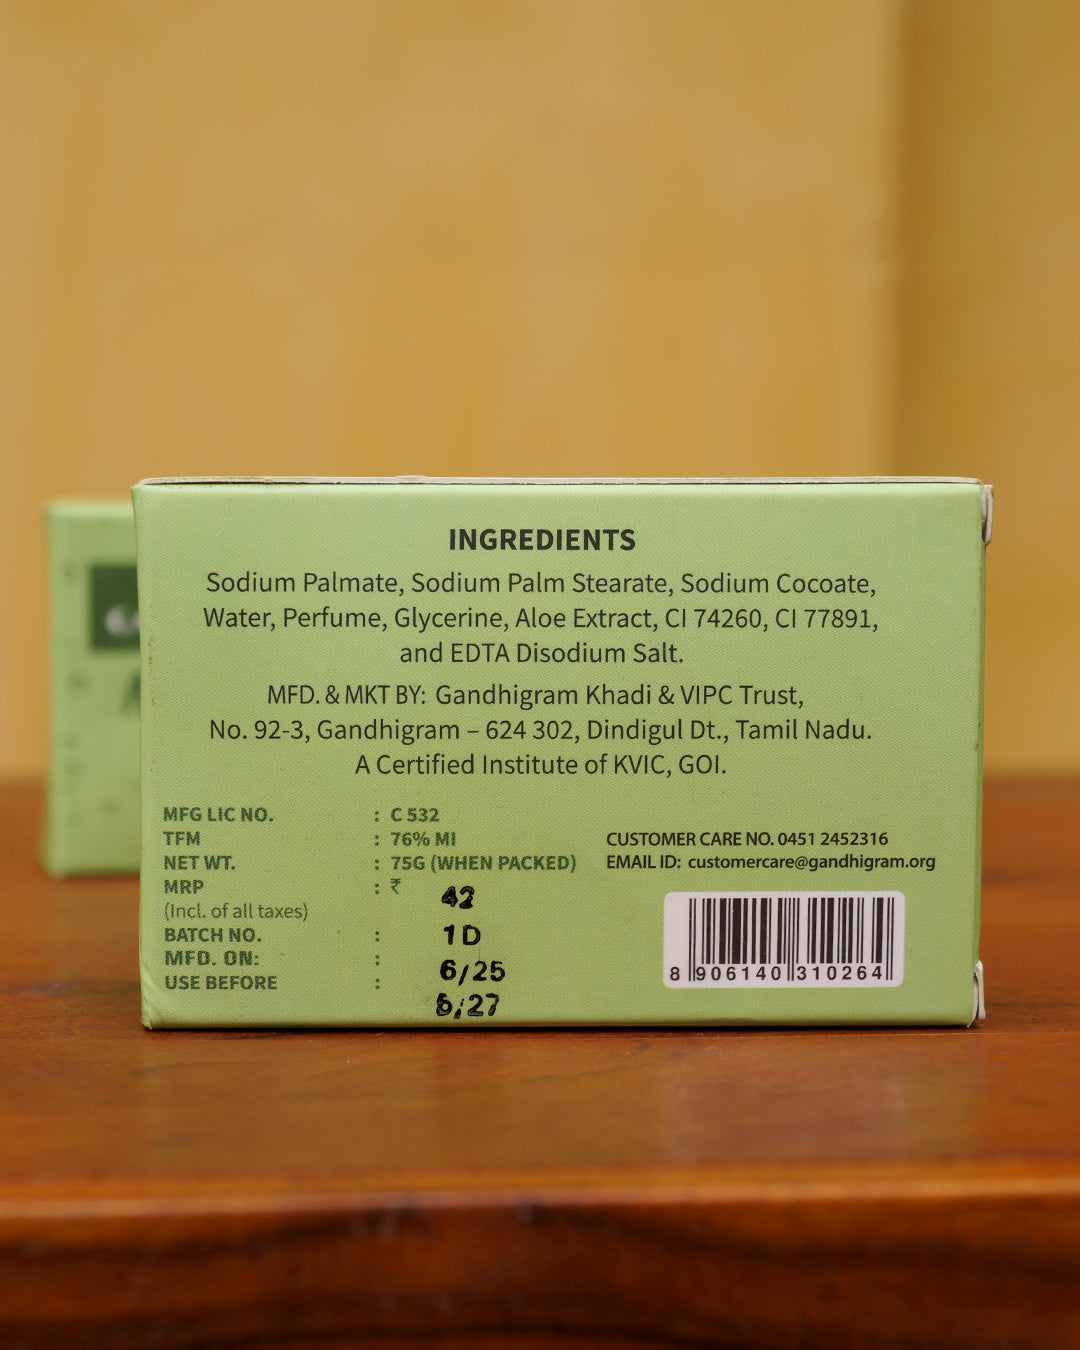 INGREDIENTS
Sodium Palmate, Sodium Palm Stearate, Sodium Cocoate,
Water, Perfume, Glycerine, Aloe Extract, CI 74260, CI 77891,
and EDTA Disodium Salt.
MFD. & MKT BY: Gandhigram Khadi & VIPC Trust,
No. 92-3, Gandhigram – 624 302, Dindigul Dt., Tamil Nadu.
A Certified Institute of KVIC, GOI.
MFG LIC NO. : C 532
TFM : 76% MI
NET WT. : 75G (WHEN PACKED)
MRP : ₹ 42
(Incl. of all taxes)
BATCH NO. : 1D
MFD. ON: : 6/25
USE BEFORE : 5/27
CUSTOMER CARE NO. 0451 2452316
EMAIL ID: customercare@gandhigram.org
8 906140 310264